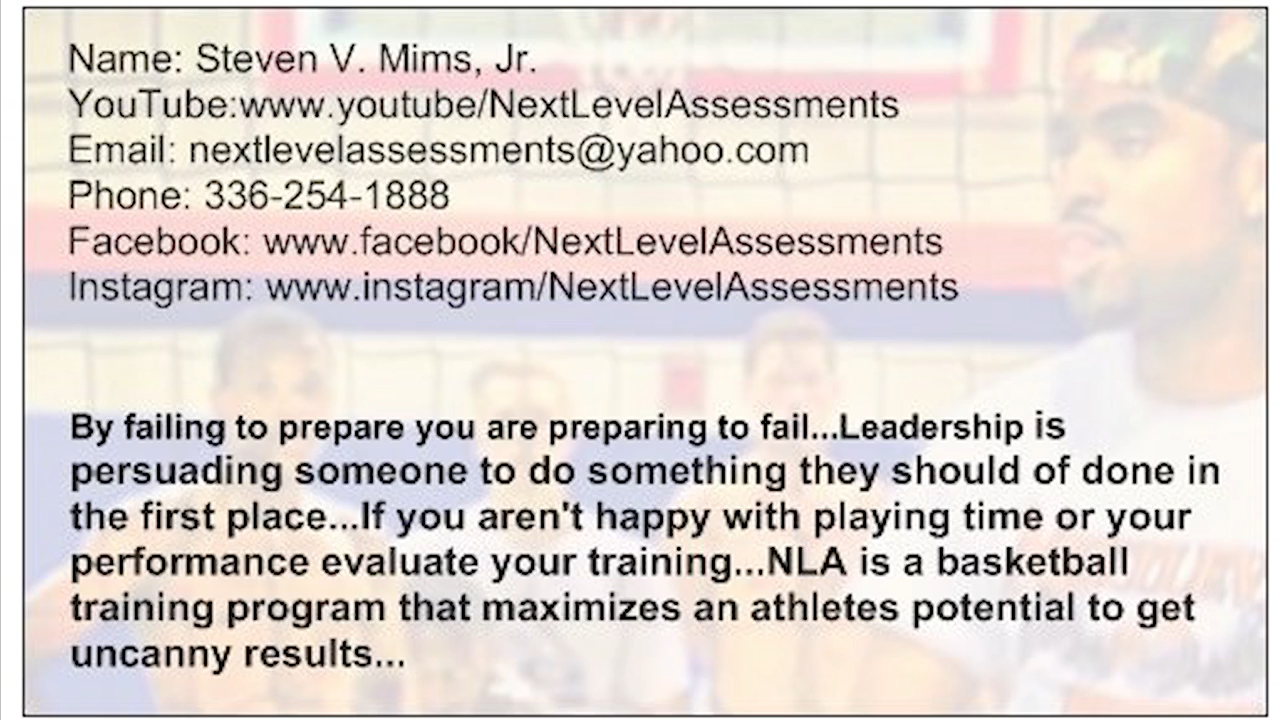 Name: Steven V. Mims, Jr.
YouTube:www.youtube/NextLevelAssessments
Email: nextlevelassessments@yahoo.com
Phone: 336-254-1888
Facebook: www.facebook/NextLevelAssessments
Instagram: www.instagram/NextLevelAssessments
By failing to prepare you are preparing to fail...Leadership is
persuading someone to do something they should of done in
the first place...If you aren't happy with playing time or your
performance evaluate your training...NLA is a basketball
training program that maximizes an athletes potential to get
uncanny results...